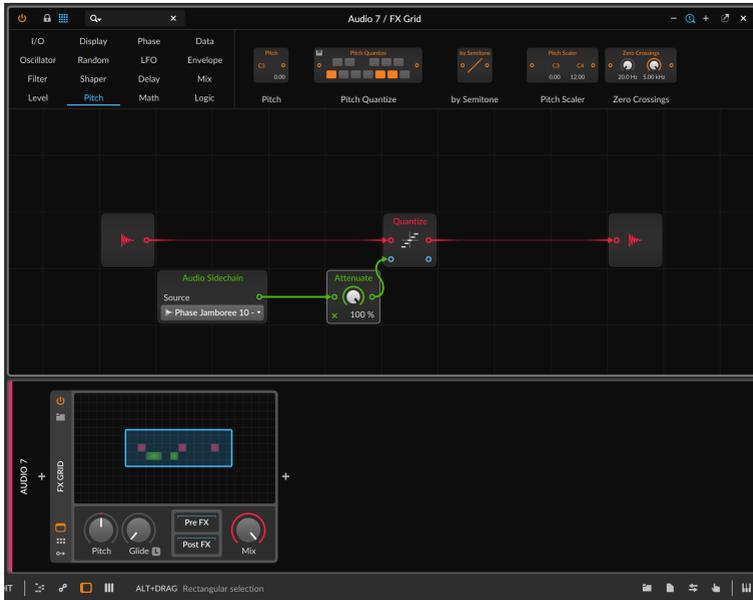 Audio 7 / FX Grid
I/O Display Phase Data
Oscillator Random LFO Envelope
Filter Shaper Delay Mix
Level Pitch Math Logic
Pitch
C3
0.00
Pitch
Pitch Quantize
Pitch Quantize
by Semitone
by Semitone
Pitch Scaler
C3 C4
0.00 12.00
Pitch Scaler
Zero Crossings
20.0 Hz 5.00 kHz
Zero Crossings
Quantize
Audio Sidechain
Source
Phase Jamboree 10 -
Attenuate
100 %
AUDIO 7
FX GRID
Pitch
Glide L
Pre FX
Post FX
Mix
IT
ALT+DRAG Rectangular selection